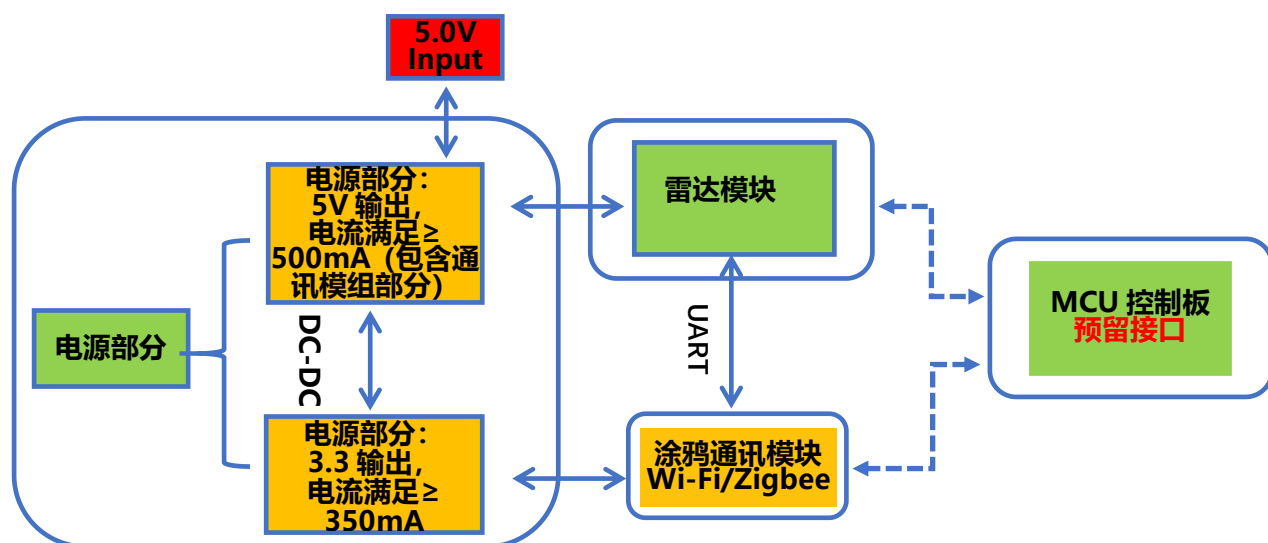 5.0V
Input
电源部分：
5V 输出，
电流满足≥
500mA（包含通
讯模组部分）
雷达模块
MCU 控制板
预留接口
电源部分
DC-DC
UART
电源部分：
3.3 输出，
电流满足≥
350mA
涂鸦通讯模块
Wi-Fi/Zigbee